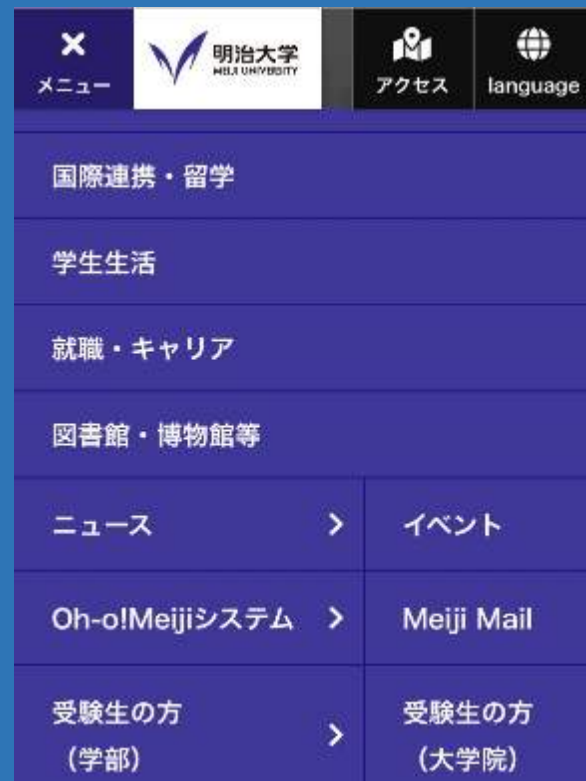 メニュー
明治大学
MEIJI UNIVERSITY
アクセス
language
国際連携・留学
学生生活
就職・キャリア
図書館・博物館等
ニュース
イベント
Oh-o!Meijiシステム
Meiji Mail
受験生の方
（学部）
受験生の方
（大学院）